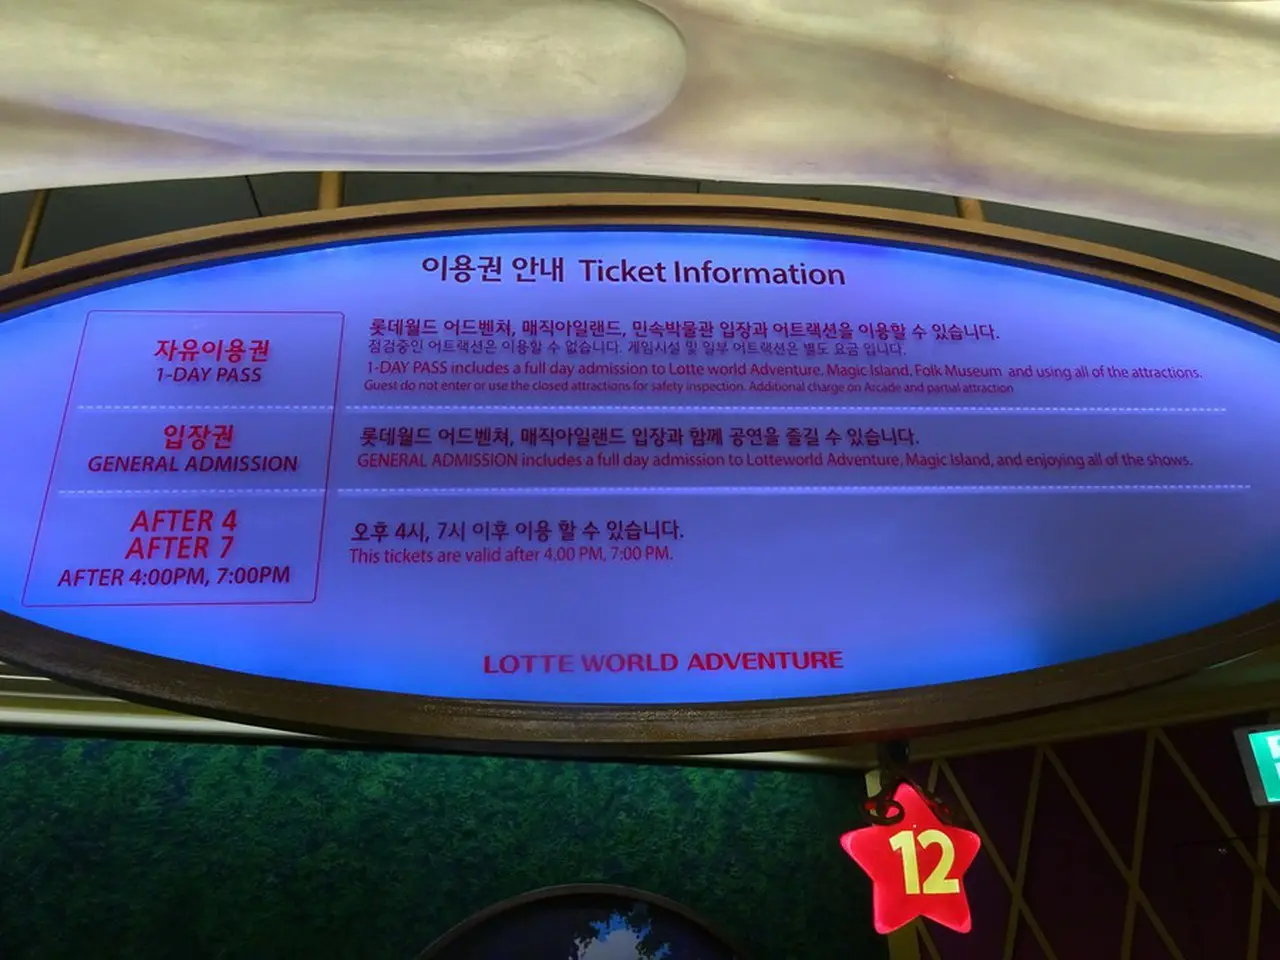 이용권 안내 Ticket Information
자유이용권
1-DAY PASS
롯데월드 어드벤쳐, 매직아일랜드, 민속박물관 입장과 어트랙션을 이용할 수 있습니다.
점검중인 어트랙션은 이용할 수 없습니다. 게임시설 및 일부 어트랙션은 별도 요금 입니다.
1-DAY PASS includes a full day admission to Lotte world Adventure, Magic Island, Folk Museum and using all of the attractions.
Guest do not enter or use the closed attractions for safety inspection. Additional charge on Arcade and partial attraction
입장권
GENERAL ADMISSION
롯데월드 어드벤쳐, 매직아일랜드 입장과 함께 공연을 즐길 수 있습니다.
GENERAL ADMISSION includes a full day admission to Lotteworld Adventure, Magic Island, and enjoying all of the shows.
AFTER 4
AFTER 7
AFTER 4:00PM, 7:00PM
오후 4시, 7시 이후 이용 할 수 있습니다.
This tickets are valid after 4.00 PM, 7:00 PM.
LOTTE WORLD ADVENTURE
12